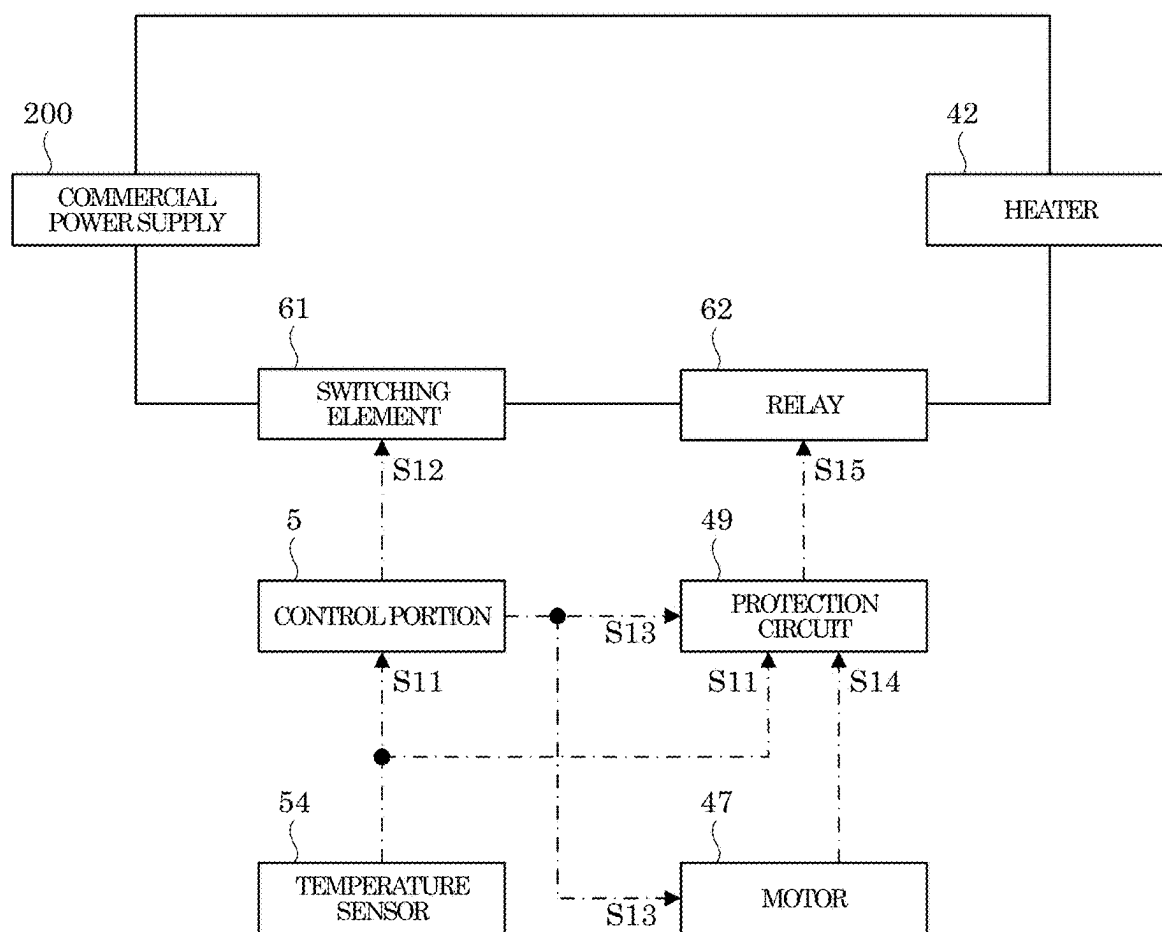 200
42
COMMERCIAL
POWER SUPPLY
HEATER
61
62
SWITCHING
ELEMENT
RELAY
S12
S15
5
49
CONTROL PORTION
PROTECTION
CIRCUIT
S13
S11
S11
S14
54
47
TEMPERATURE
SENSOR
S13
MOTOR